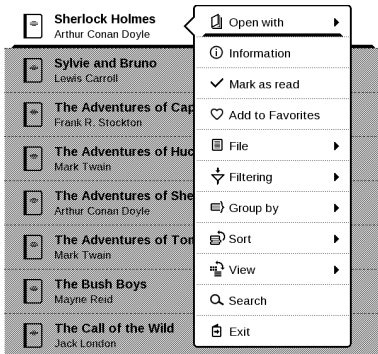 Sherlock Holmes
Arthur Conan Doyle
Sylvie and Bruno
Lewis Carroll
The Adventures of Cap
Frank R. Stockton
The Adventures of Huc
Mark Twain
The Adventures of She
Arthur Conan Doyle
The Adventures of Tom
Mark Twain
The Bush Boys
Mayne Reid
The Call of the Wild
Jack London
Open with
Information
Mark as read
Add to Favorites
File
Filtering
Group by
Sort
View
Search
Exit